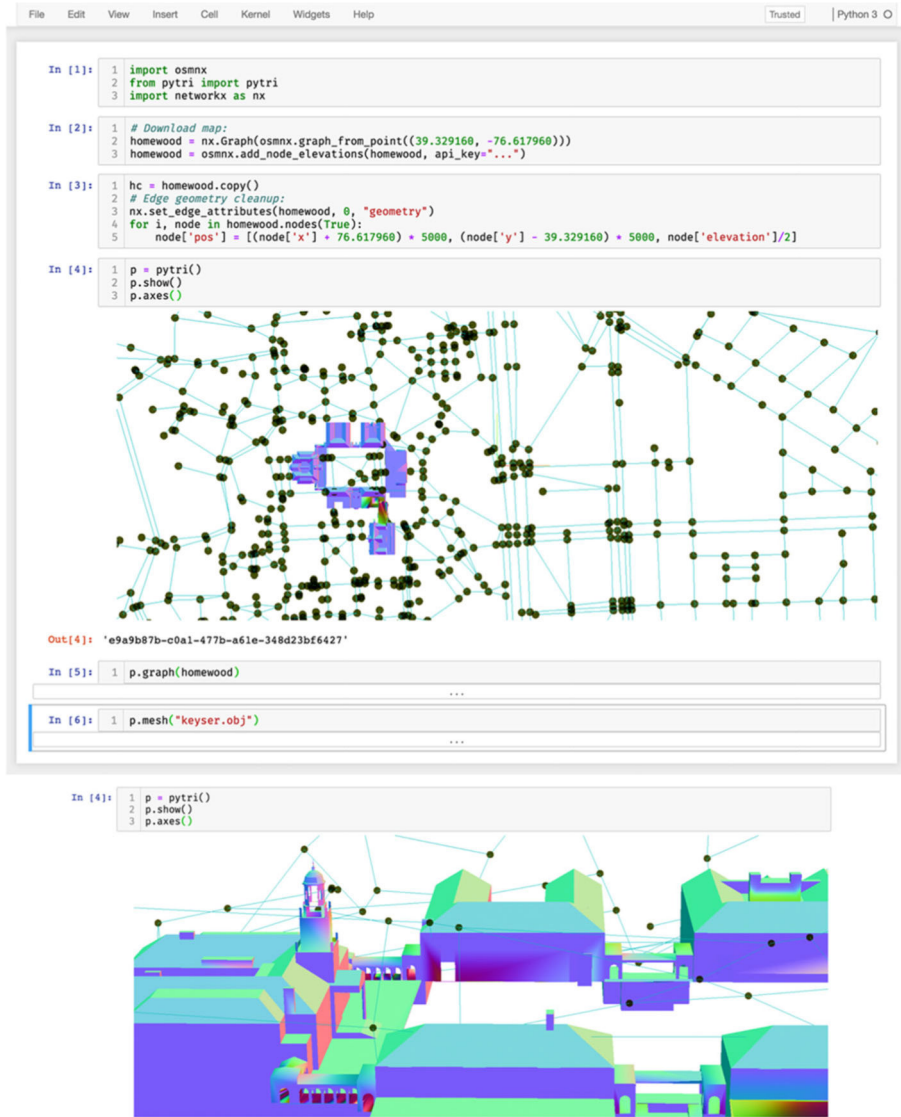 File Edit View Insert Cell Kernel Widgets Help Trusted Python 3
In [1]: 1 import osmnx
2 from pytri import pytri
3 import networkx as nx
In [2]: 1 # Download map:
2 homewood = nx.Graph(osmnx.graph_from_point((39.329160, -76.617960)))
3 homewood = osmnx.add_node_elevations(homewood, api_key="...")
In [3]: 1 hc = homewood.copy()
2 # Edge geometry cleanup:
3 nx.set_edge_attributes(homewood, 0, "geometry")
4 for i, node in homewood.nodes(True):
5 node['pos'] = [(node['x'] + 76.617960) * 5000, (node['y'] - 39.329160) * 5000, node['elevation']/2]
In [4]: 1 p = pytri()
2 p.show()
3 p.axes()
Out[4]: 'e9a9b87b-c0a1-477b-a61e-348d23bf6427'
In [5]: 1 p.graph(homewood)
...
In [6]: 1 p.mesh("keyser.obj")
...
In [4]: 1 p = pytri()
2 p.show()
3 p.axes()